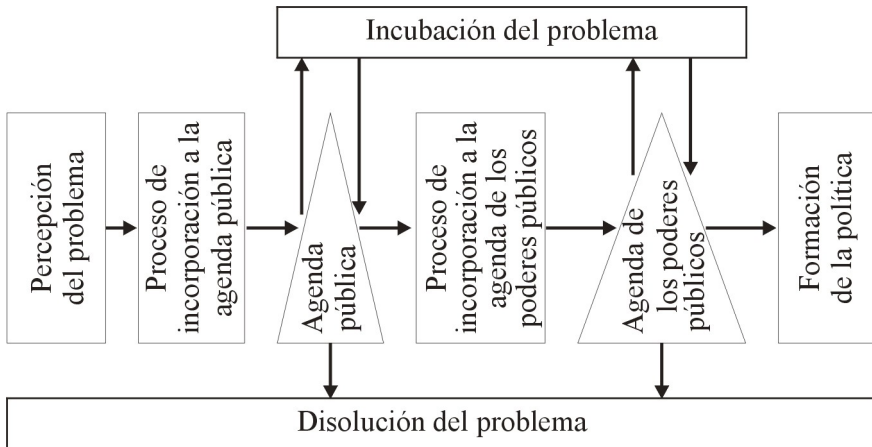 Incubación del problema
Percepción
del problema
Proceso de
incorporación a la
agenda pública
Agenda
pública
Proceso de
incorporación a la
agenda de los
poderes públicos
Agenda de
los poderes
públicos
Formación
de la política
Disolución del problema